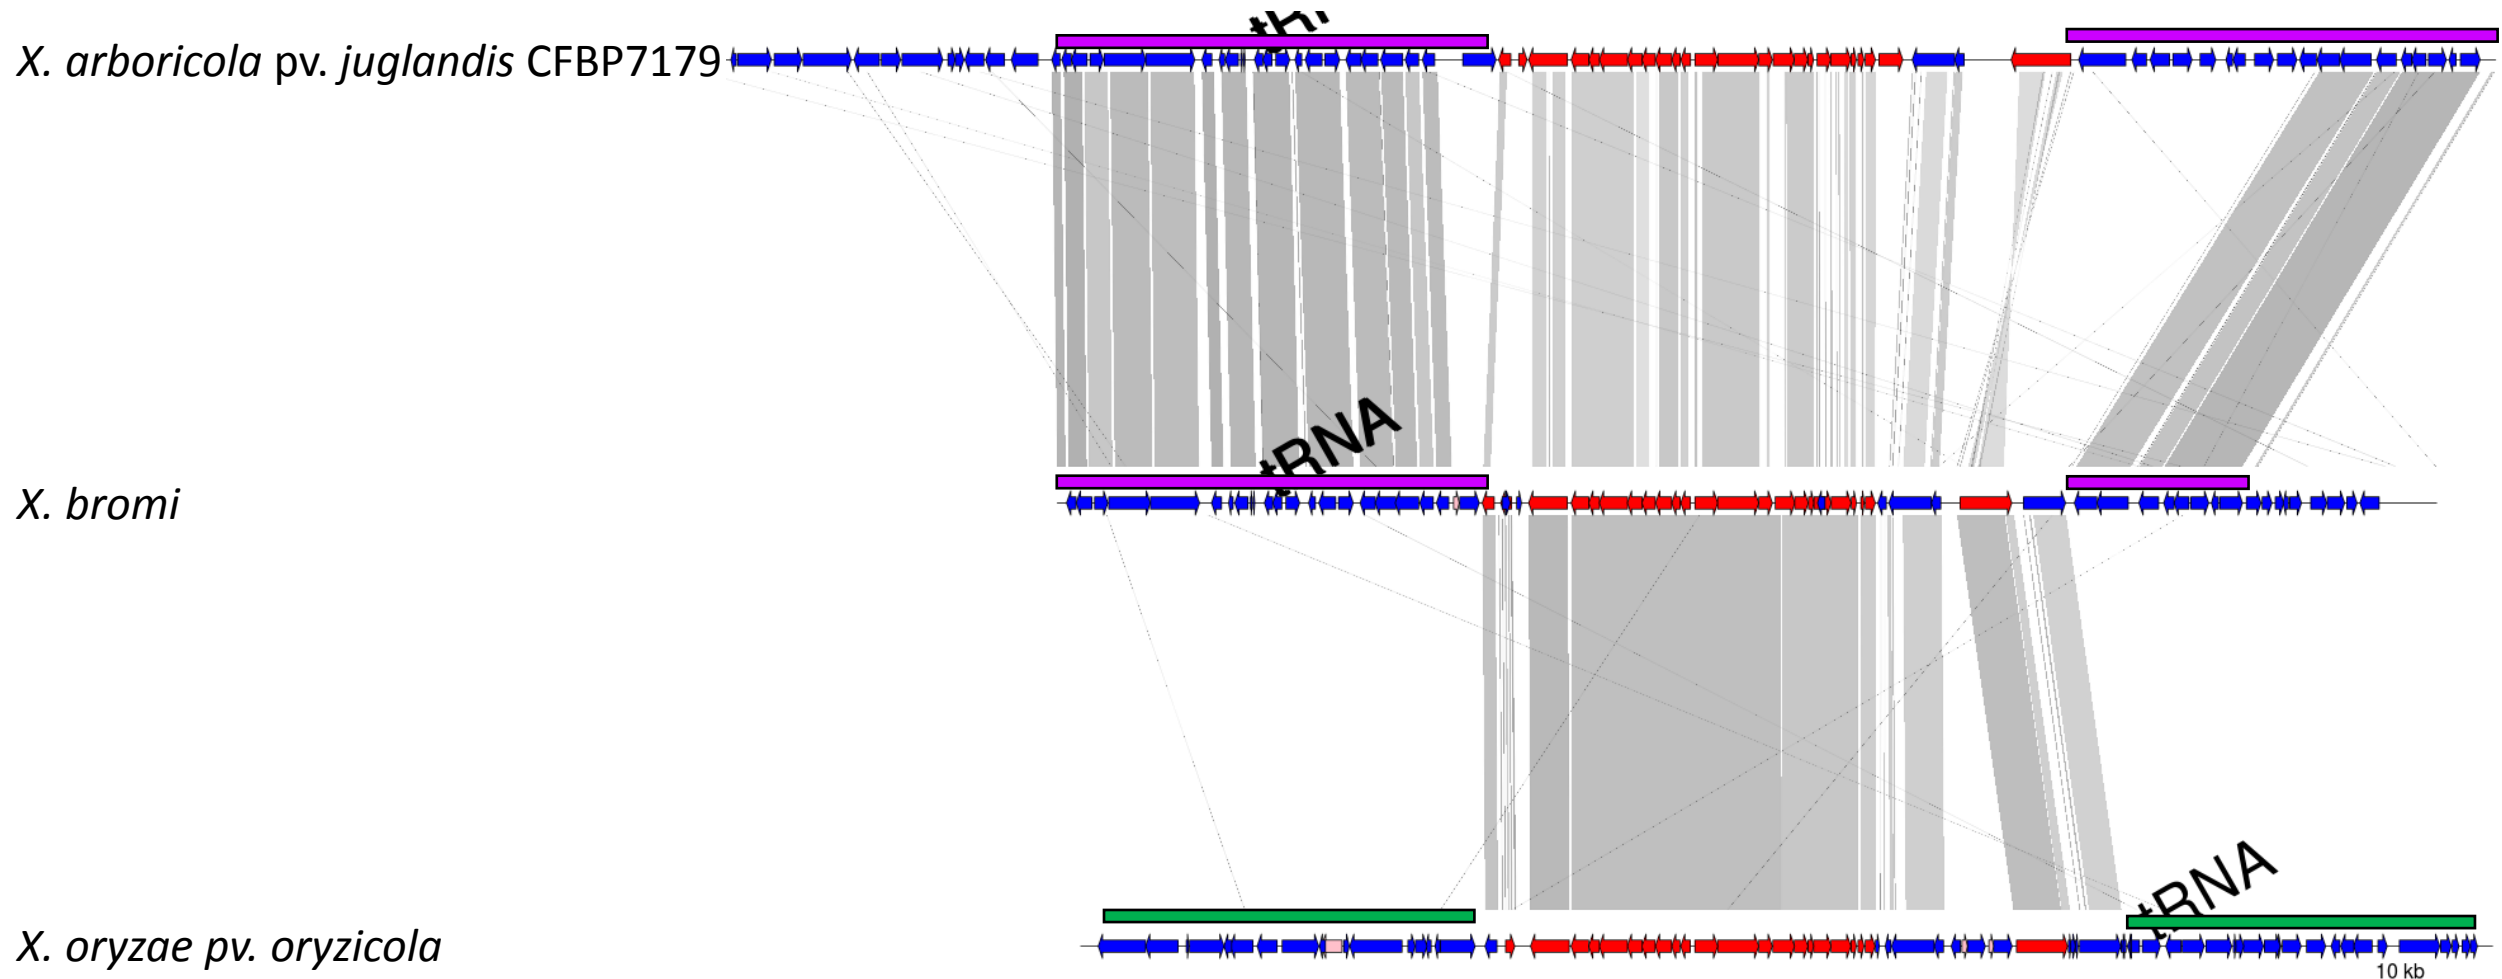 X. arboricola pv. juglandis CFBP7179
tRNA
X. bromi
tRNA
X. oryzae pv. oryzicola
10 kb